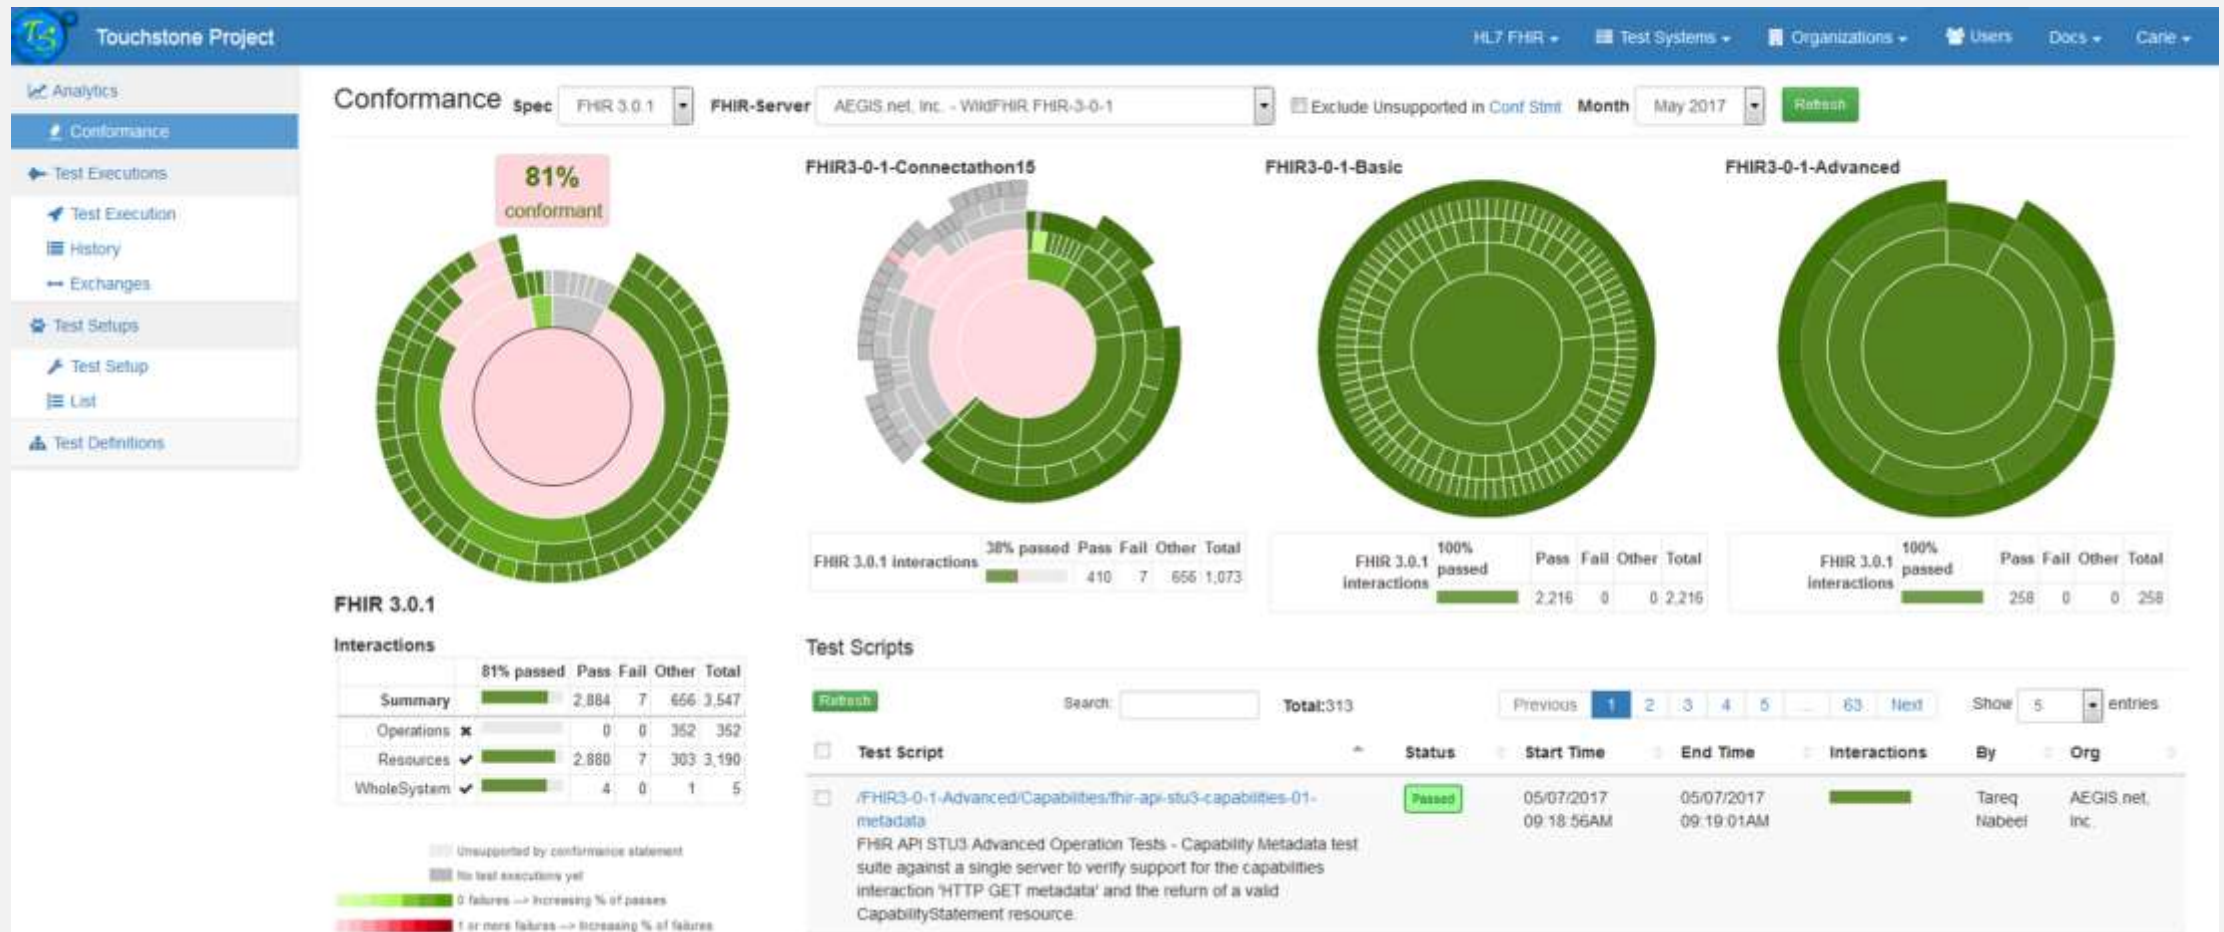 TS Touchstone Project
HL7 FHIR Test Systems Organizations Users Docs Carie
Analytics
Conformance
Test Executions
Test Execution
History
Exchanges
Test Setups
Test Setup
List
Test Definitions
Conformance Spec FHIR 3.0.1 FHIR-Server AEGIS.net, Inc. - WildFHIR FHIR-3-0-1 Exclude Unsupported in Conf Stmt Month May 2017 Refresh
81%
conformant
FHIR 3.0.1
Interactions
81% passed Pass Fail Other Total
Summary 2,884 7 656 3,547
Operations 0 0 352 352
Resources 2,880 7 303 3,190
WholeSystem 4 0 1 5
Unsupported by conformance statement
No test executions yet
0 failures --> Increasing % of passes
1 or more failures --> Increasing % of failures
FHIR3-0-1-Connectathon15
FHIR 3.0.1 interactions
38% passed Pass Fail Other Total
410 7 656 1,073
FHIR3-0-1-Basic
FHIR 3.0.1
interactions
100%
passed
Pass Fail Other Total
2,216 0 0 2,216
FHIR3-0-1-Advanced
FHIR 3.0.1
interactions
100%
passed
Pass Fail Other Total
258 0 0 258
Test Scripts
Refresh Search: Total:313 Previous 1 2 3 4 5 ... 63 Next Show 5 entries
Test Script Status Start Time End Time Interactions By Org
/FHIR3-0-1-Advanced/Capabilities/fhir-api-stu3-capabilities-01-
metadata
FHIR API STU3 Advanced Operation Tests - Capability Metadata test
suite against a single server to verify support for the capabilities
interaction 'HTTP GET metadata' and the return of a valid
CapabilityStatement resource.
Passed
05/07/2017
09:18:56AM
05/07/2017
09:19:01AM
Tareq
Nabeel
AEGIS.net,
Inc.